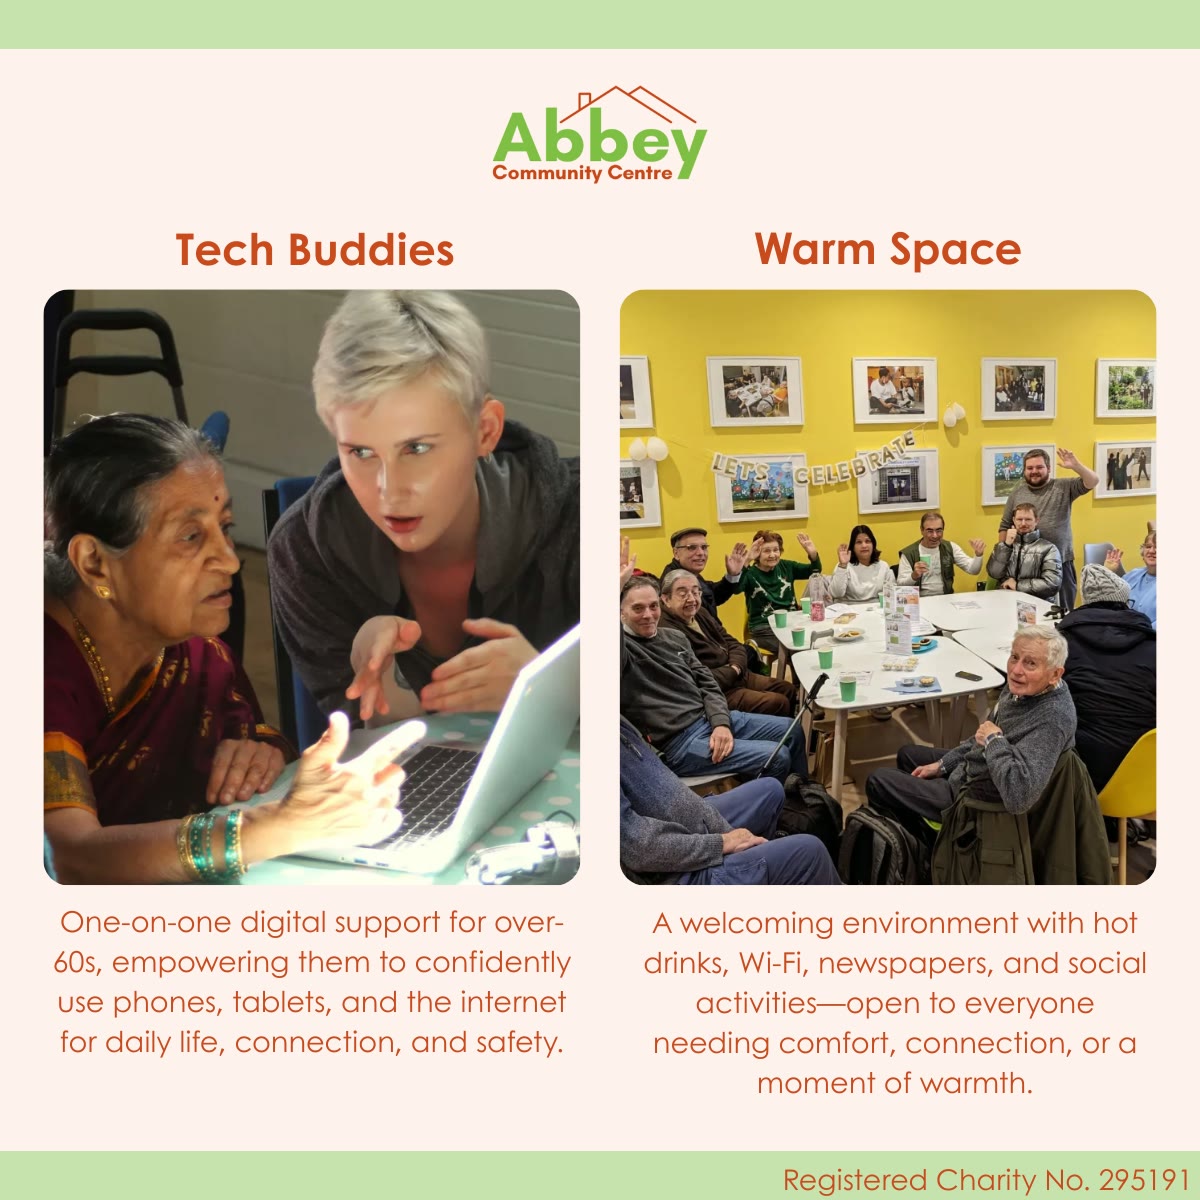 Abbey
Community Centre
Tech Buddies
Warm Space
LET'S CELEBRATE
One-on-one digital support for over-
60s, empowering them to confidently
use phones, tablets, and the internet
for daily life, connection, and safety.
A welcoming environment with hot
drinks, Wi-Fi, newspapers, and social
activities—open to everyone
needing comfort, connection, or a
moment of warmth.
Registered Charity No. 295191